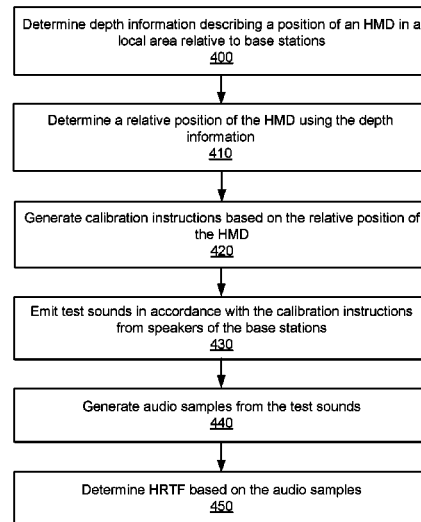 Determine depth information describing a position of an HMD in a
local area relative to base stations
400
Determine a relative position of the HMD using the depth
information
410
Generate calibration instructions based on the relative position of
the HMD
420
Emit test sounds in accordance with the calibration instructions
from speakers of the base stations
430
Generate audio samples from the test sounds
440
Determine HRTF based on the audio samples
450